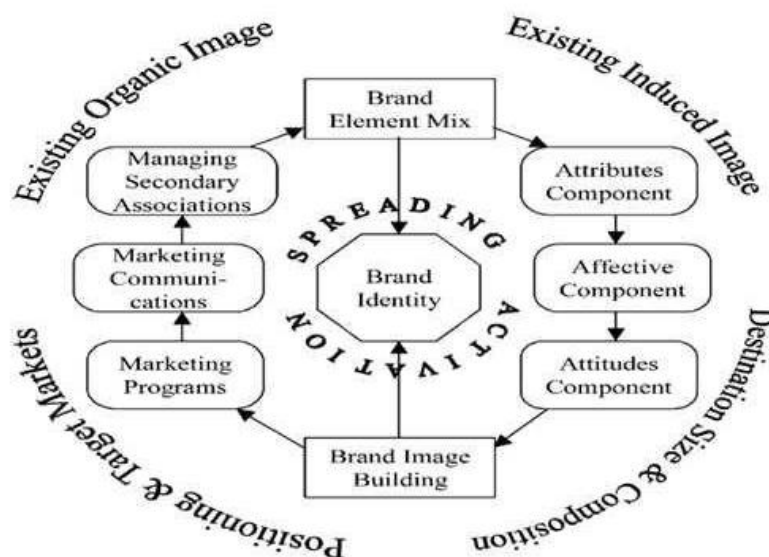 Existing Organic Image
Existing Induced Image
Brand
Element Mix
Managing
Secondary
Associations
Attributes
Component
SPREADING
Marketing
Communi-
cations
Brand
Identity
Affective
Component
ACTIVATION
Marketing
Programs
Attitudes
Component
Brand Image
Building
Positioning & Target Markets
Destination Size & Composition